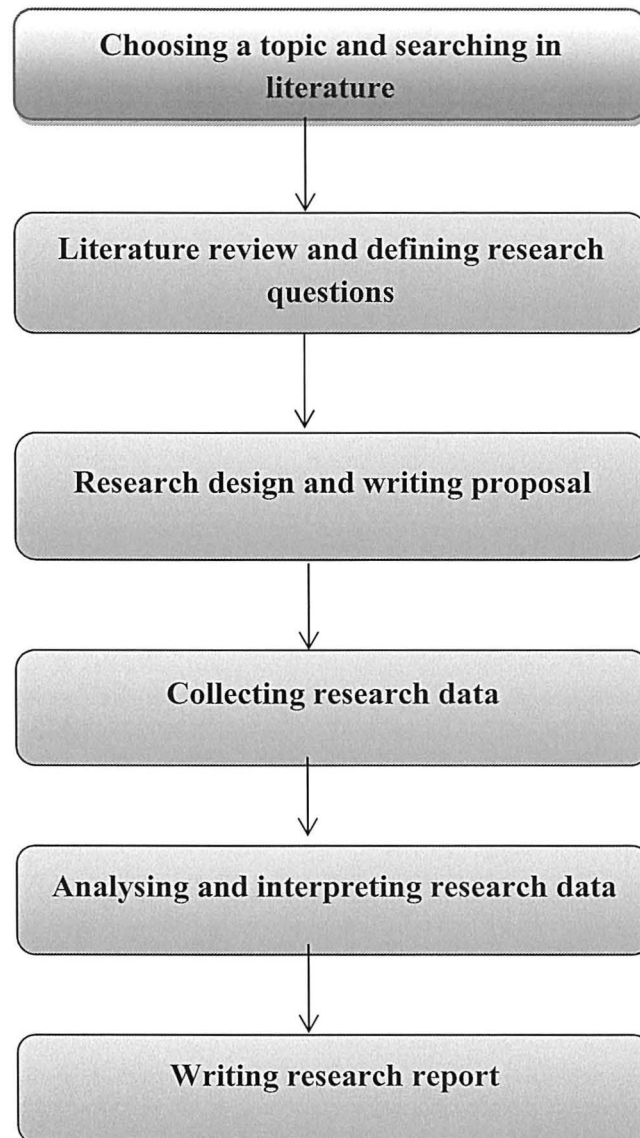 Choosing a topic and searching in
literature
Literature review and defining research
questions
Research design and writing proposal
Collecting research data
Analysing and interpreting research data
Writing research report